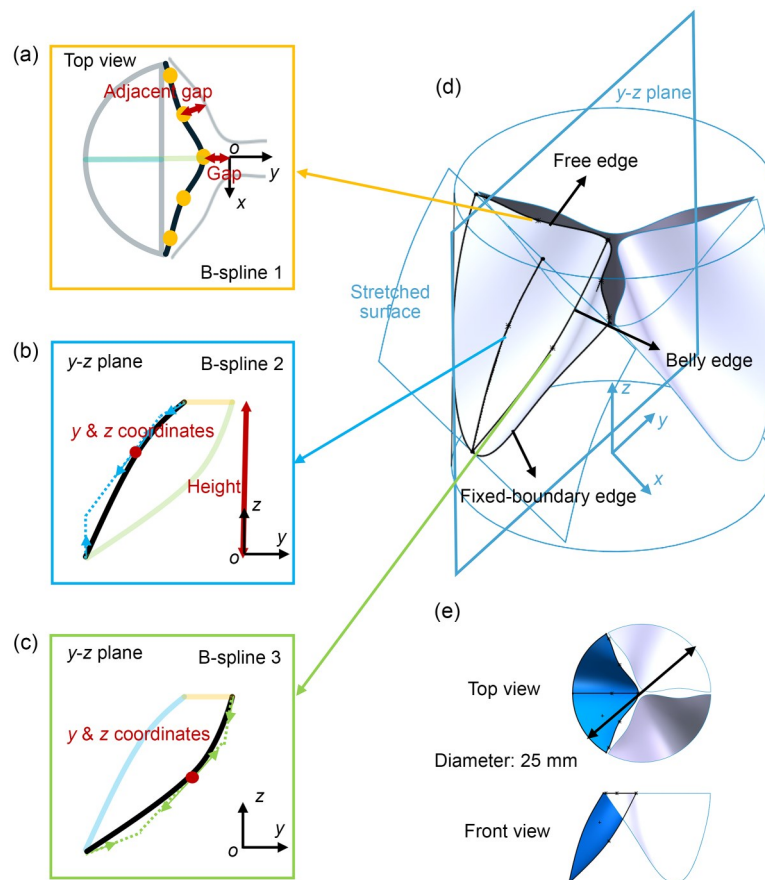 (a)
Top view
Adjacent gap
o
Gap
y
x
B-spline 1
(b)
y-z plane
B-spline 2
y & z coordinates
Height
z
o
y
(c)
y-z plane
B-spline 3
y & z coordinates
z
o
y
(d)
y-z plane
Free edge
Stretched
surface
Belly edge
z
y
x
Fixed-boundary edge
(e)
Top view
Diameter: 25 mm
Front view